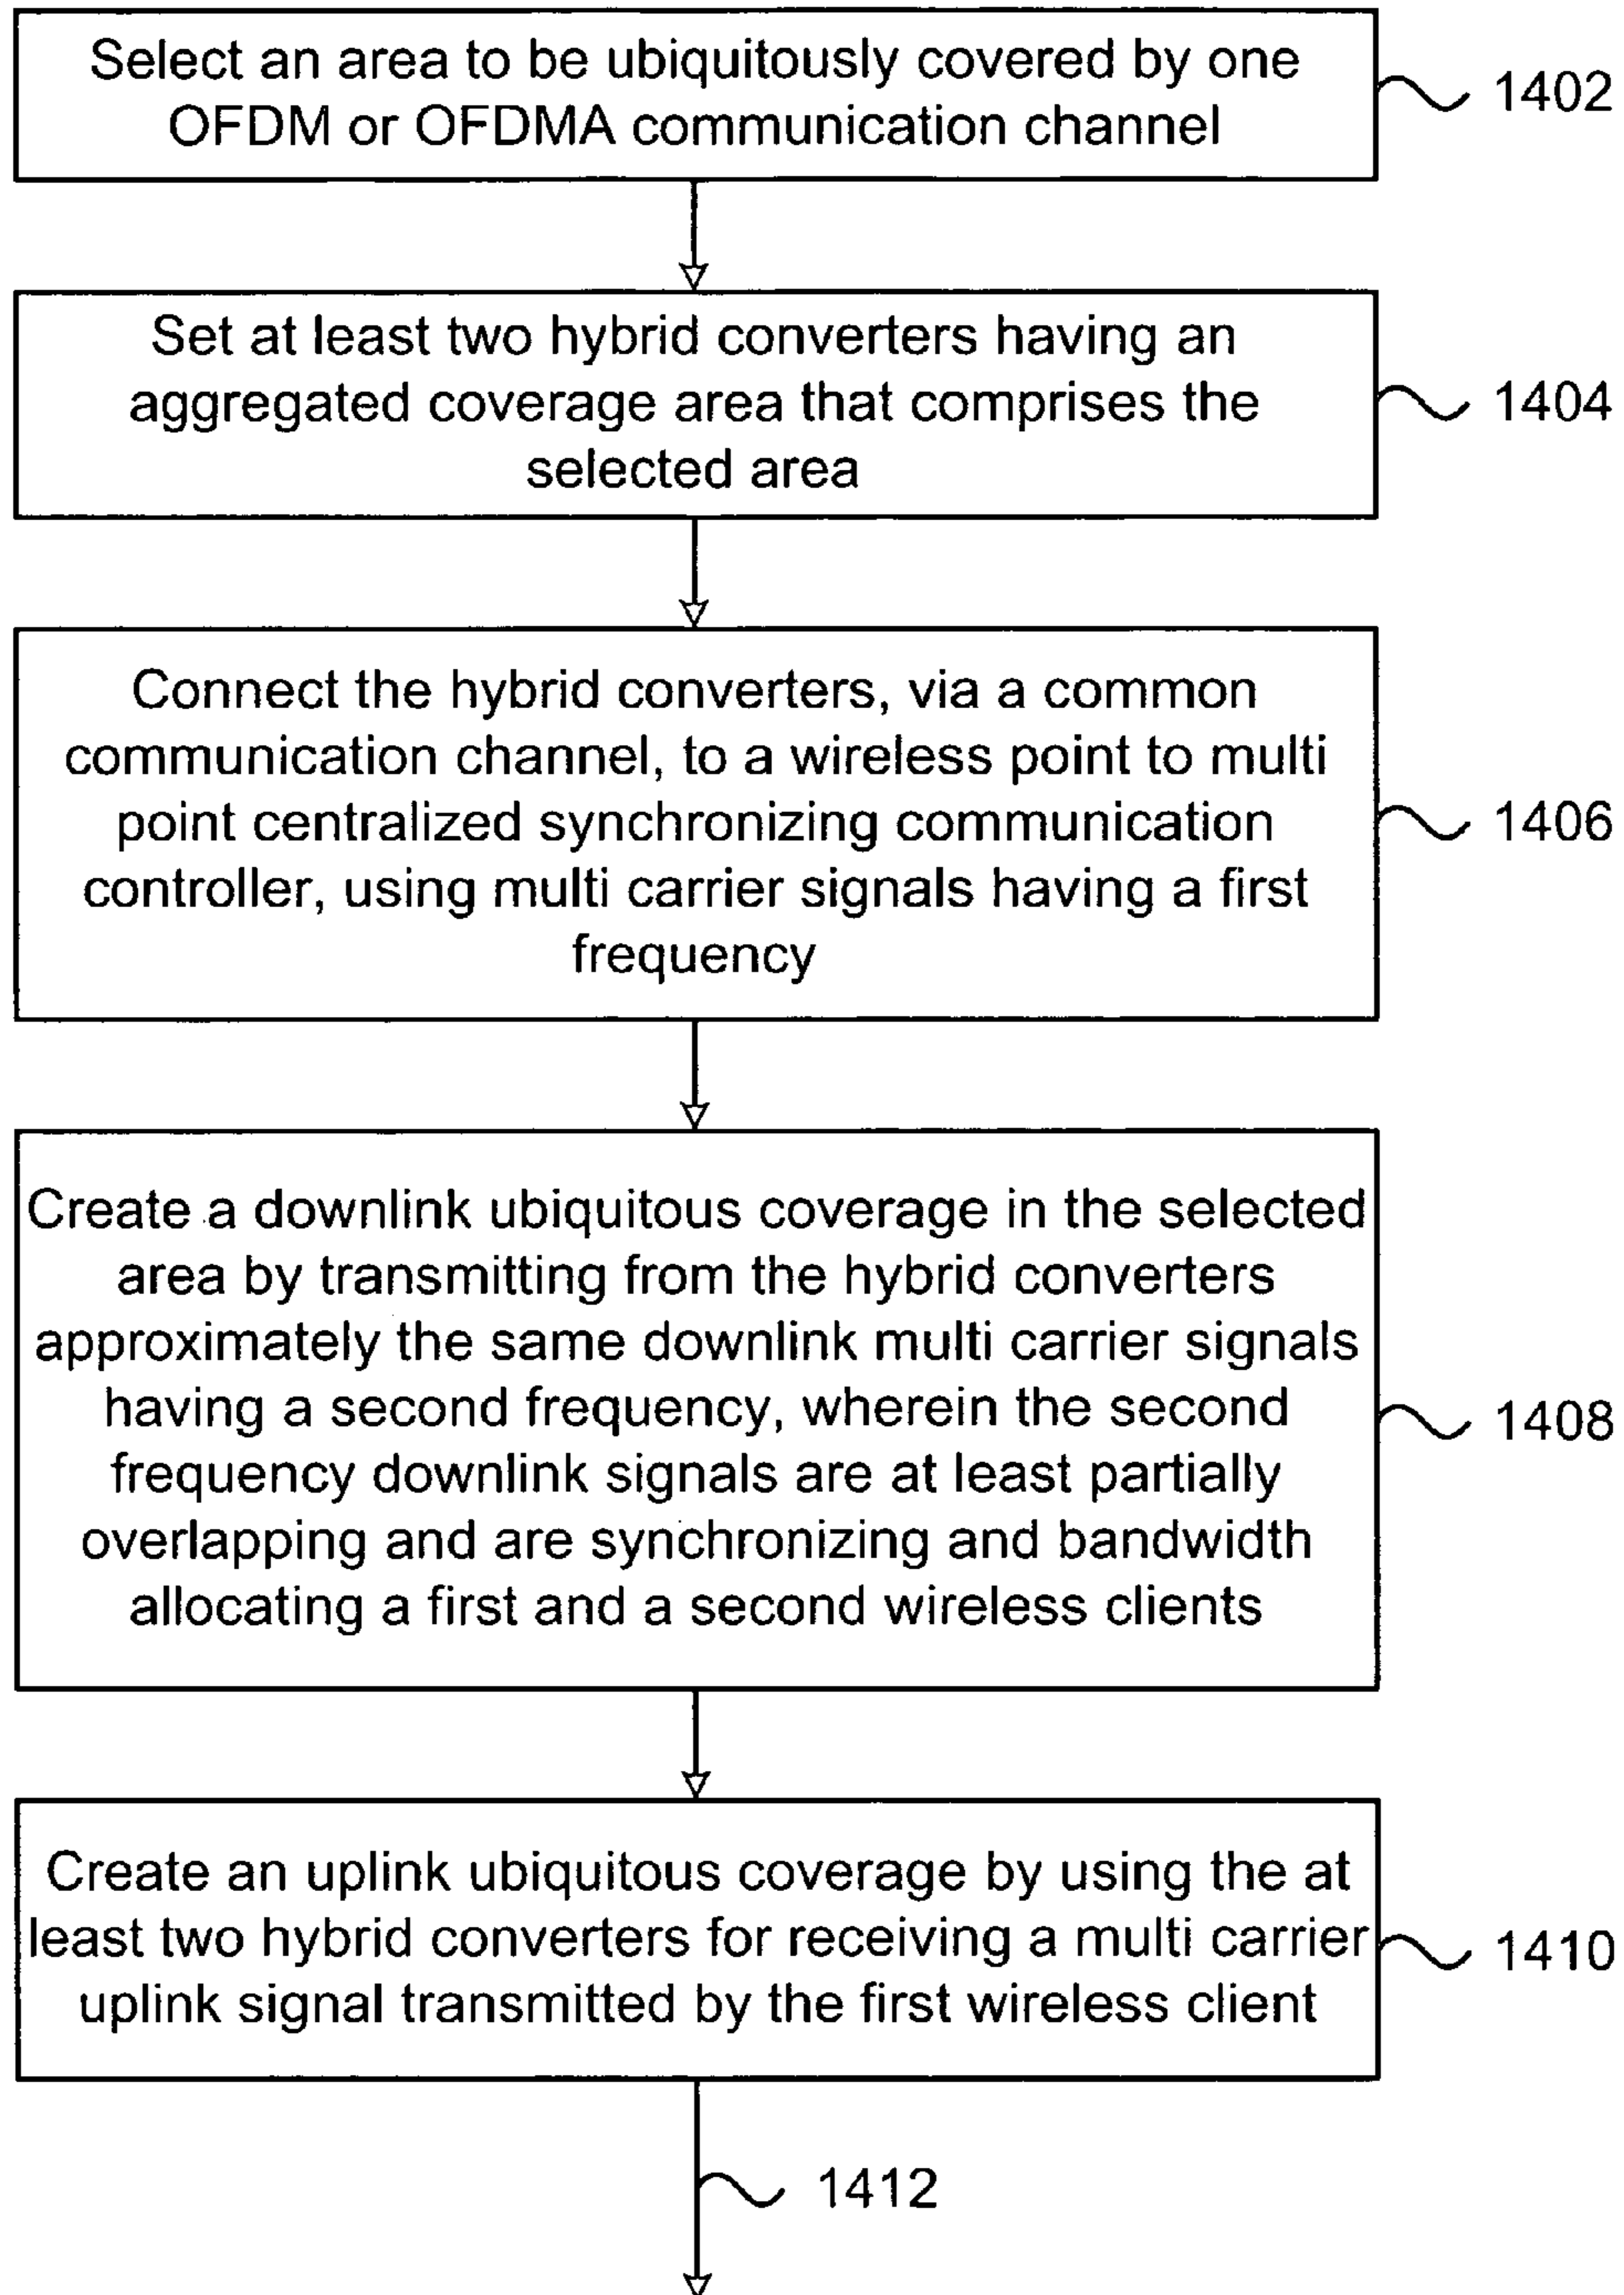 Select an area to be ubiquitously covered by one
OFDM or OFDMA communication channel
1402
Set at least two hybrid converters having an
aggregated coverage area that comprises the
selected area
1404
Connect the hybrid converters, via a common
communication channel, to a wireless point to multi
point centralized synchronizing communication
controller, using multi carrier signals having a first
frequency
1406
Create a downlink ubiquitous coverage in the selected
area by transmitting from the hybrid converters
approximately the same downlink multi carrier signals
having a second frequency, wherein the second
frequency downlink signals are at least partially
overlapping and are synchronizing and bandwidth
allocating a first and a second wireless clients
1408
Create an uplink ubiquitous coverage by using the at
least two hybrid converters for receiving a multi carrier
uplink signal transmitted by the first wireless client
1410
1412